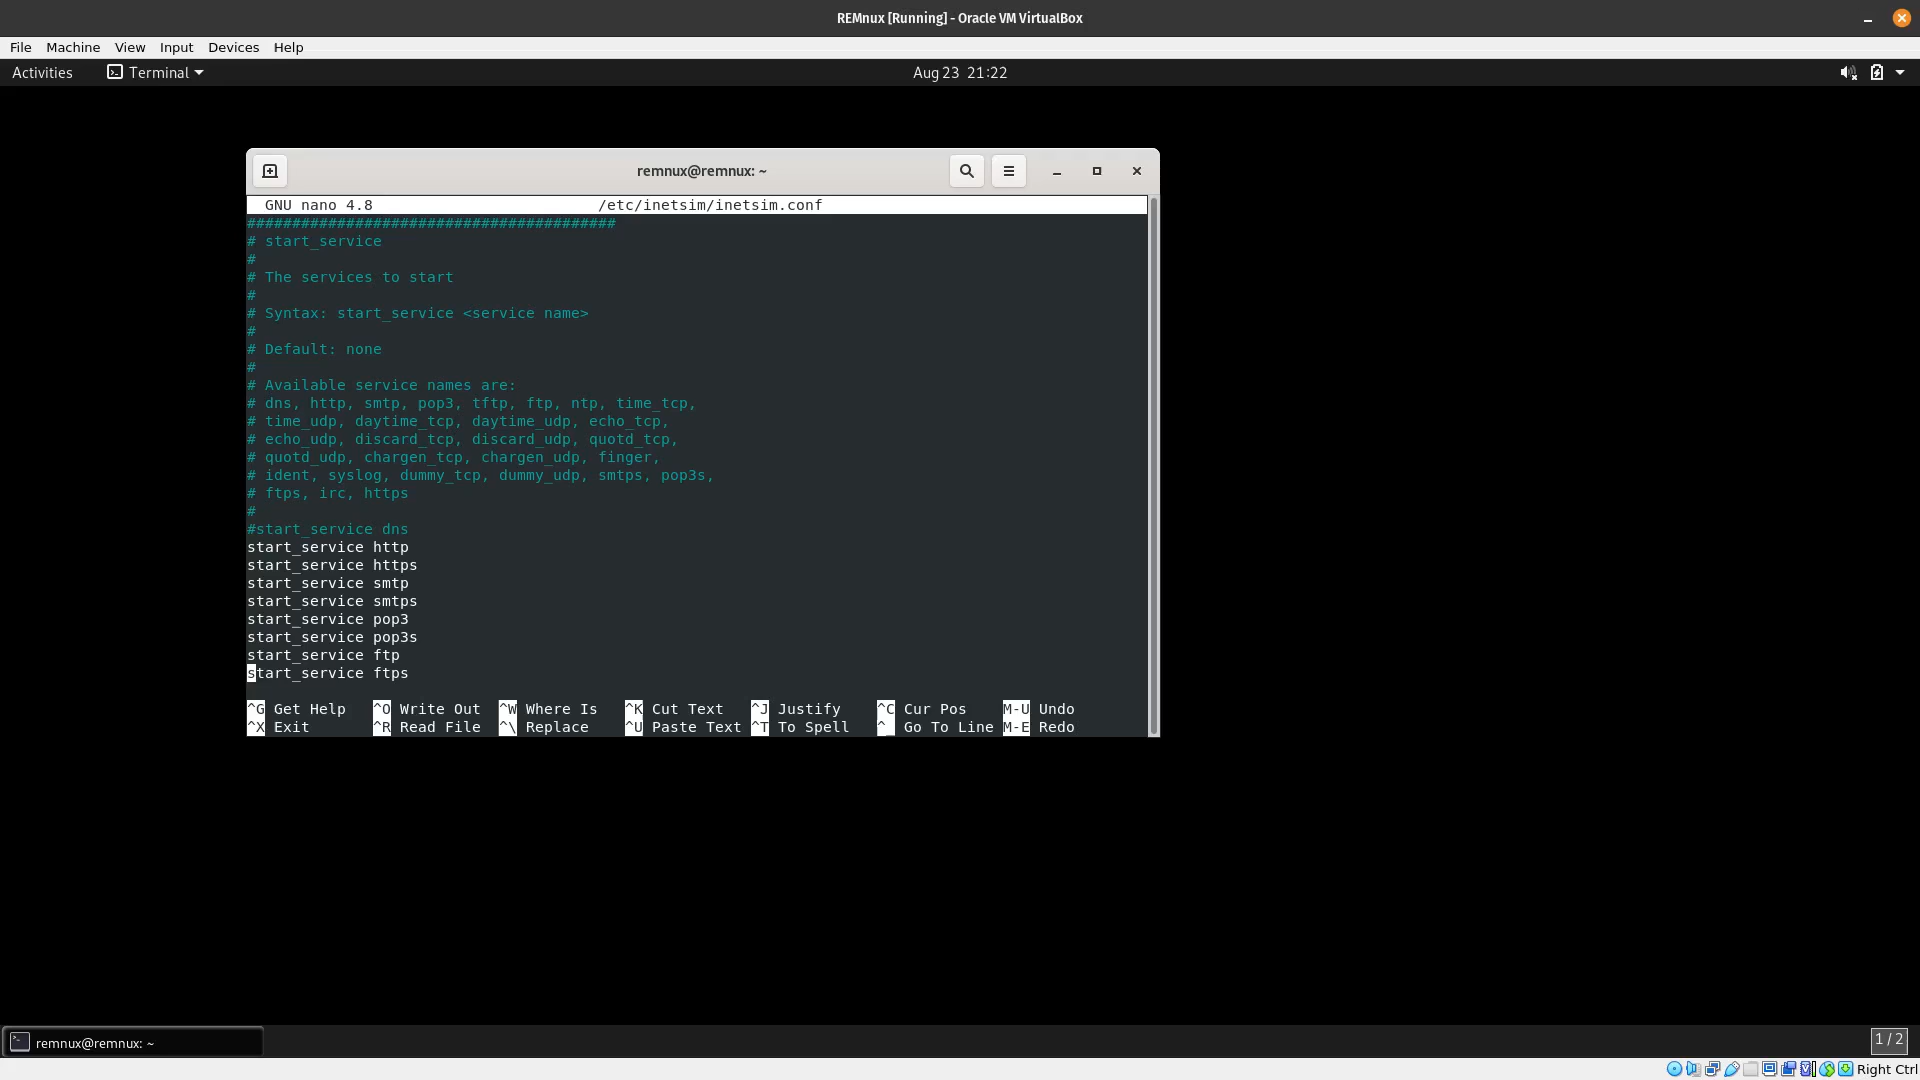 REMnux [Running] - Oracle VM VirtualBox
File Machine View Input Devices Help
Activities Terminal Aug 23 21:22
remnux@remnux: ~
GNU nano 4.8 /etc/inetsim/inetsim.conf
#########################################
# start_service
#
# The services to start
#
# Syntax: start_service <service name>
#
# Default: none
#
# Available service names are:
# dns, http, smtp, pop3, tftp, ftp, ntp, time_tcp,
# time_udp, daytime_tcp, daytime_udp, echo_tcp,
# echo_udp, discard_tcp, discard_udp, quotd_tcp,
# quotd_udp, chargen_tcp, chargen_udp, finger,
# ident, syslog, dummy_tcp, dummy_udp, smtps, pop3s,
# ftps, irc, https
#
#start_service dns
start_service http
start_service https
start_service smtp
start_service smtps
start_service pop3
start_service pop3s
start_service ftp
start_service ftps
^G Get Help ^O Write Out ^W Where Is ^K Cut Text ^J Justify ^C Cur Pos M-U Undo
^X Exit ^R Read File ^\ Replace ^U Paste Text ^T To Spell ^_ Go To Line M-E Redo
remnux@remnux: ~
1 / 2
Right Ctrl